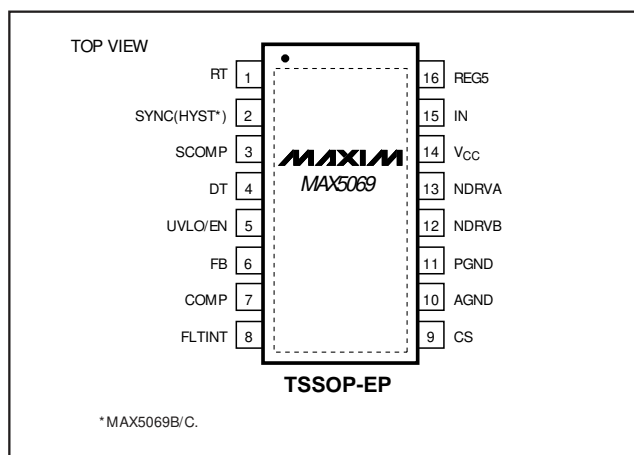 TOP VIEW
RT 1
SYNC(HYST*) 2
SCOMP 3
DT 4
UVLO/EN 5
FB 6
COMP 7
FLTINT 8
MAXIM
MAX5069
16 REG5
15 IN
14 VCC
13 NDRVA
12 NDRVB
11 PGND
10 AGND
9 CS
TSSOP-EP
*MAX5069B/C.